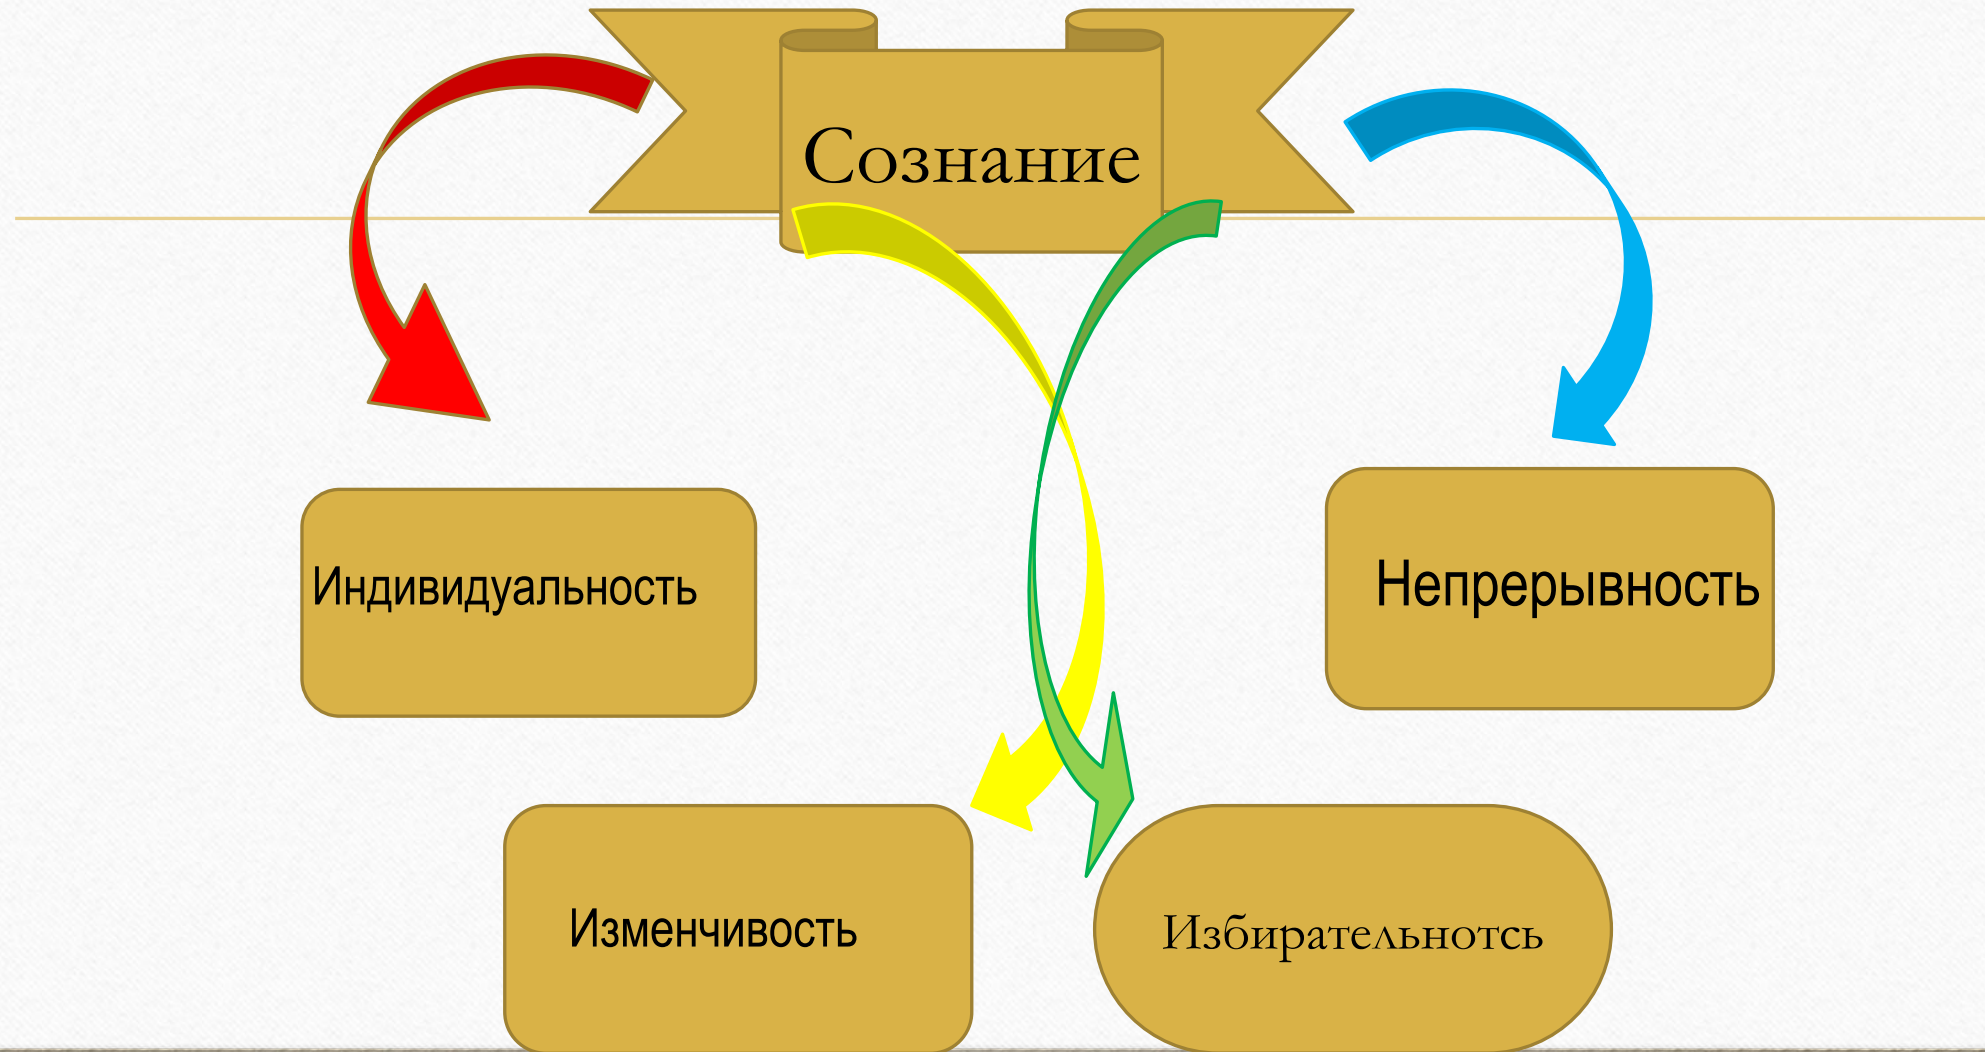 Сознание
Индивидуальность
Непрерывность
Изменчивость
Избирательнотсь